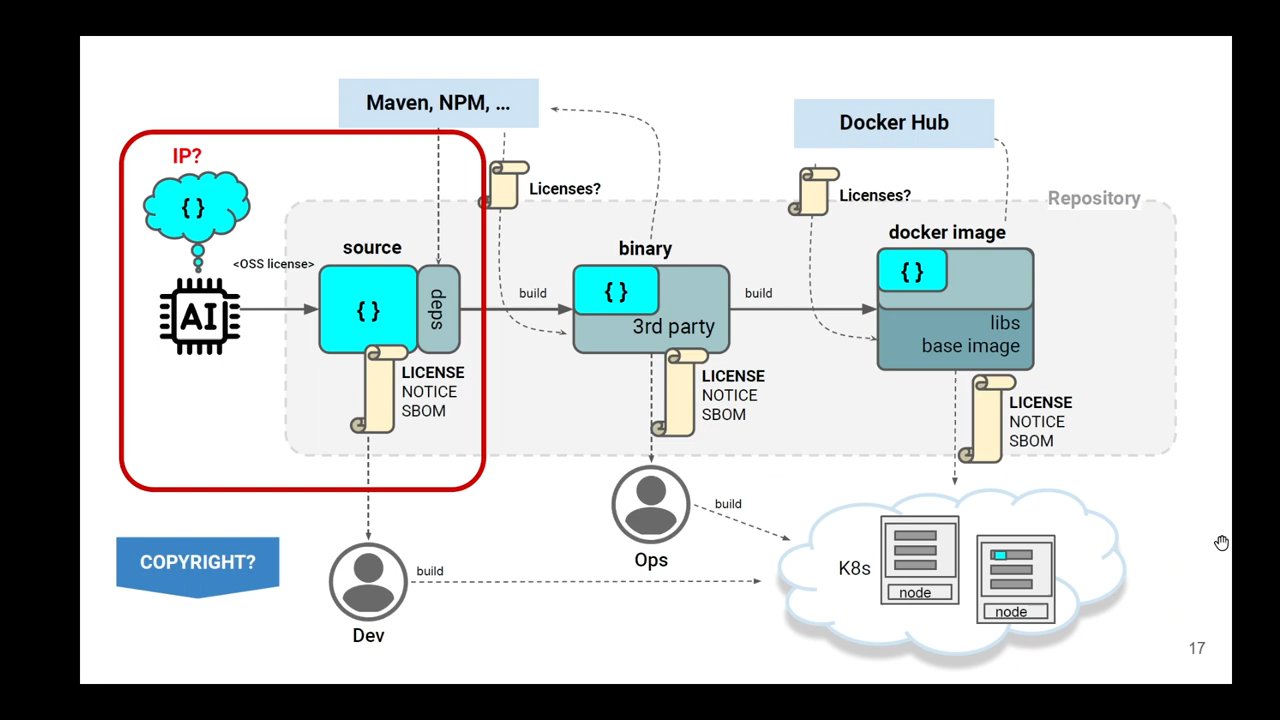 Maven, NPM, ...
Docker Hub
IP?
{ }
Licenses?
Licenses?
Repository
source
binary
docker image
<OSS license>
AI
{ }
deps
build
{ }
3rd party
build
{ }
libs
base image
LICENSE
NOTICE
SBOM
LICENSE
NOTICE
SBOM
LICENSE
NOTICE
SBOM
COPYRIGHT?
Dev
build
Ops
build
K8s
node
node
17